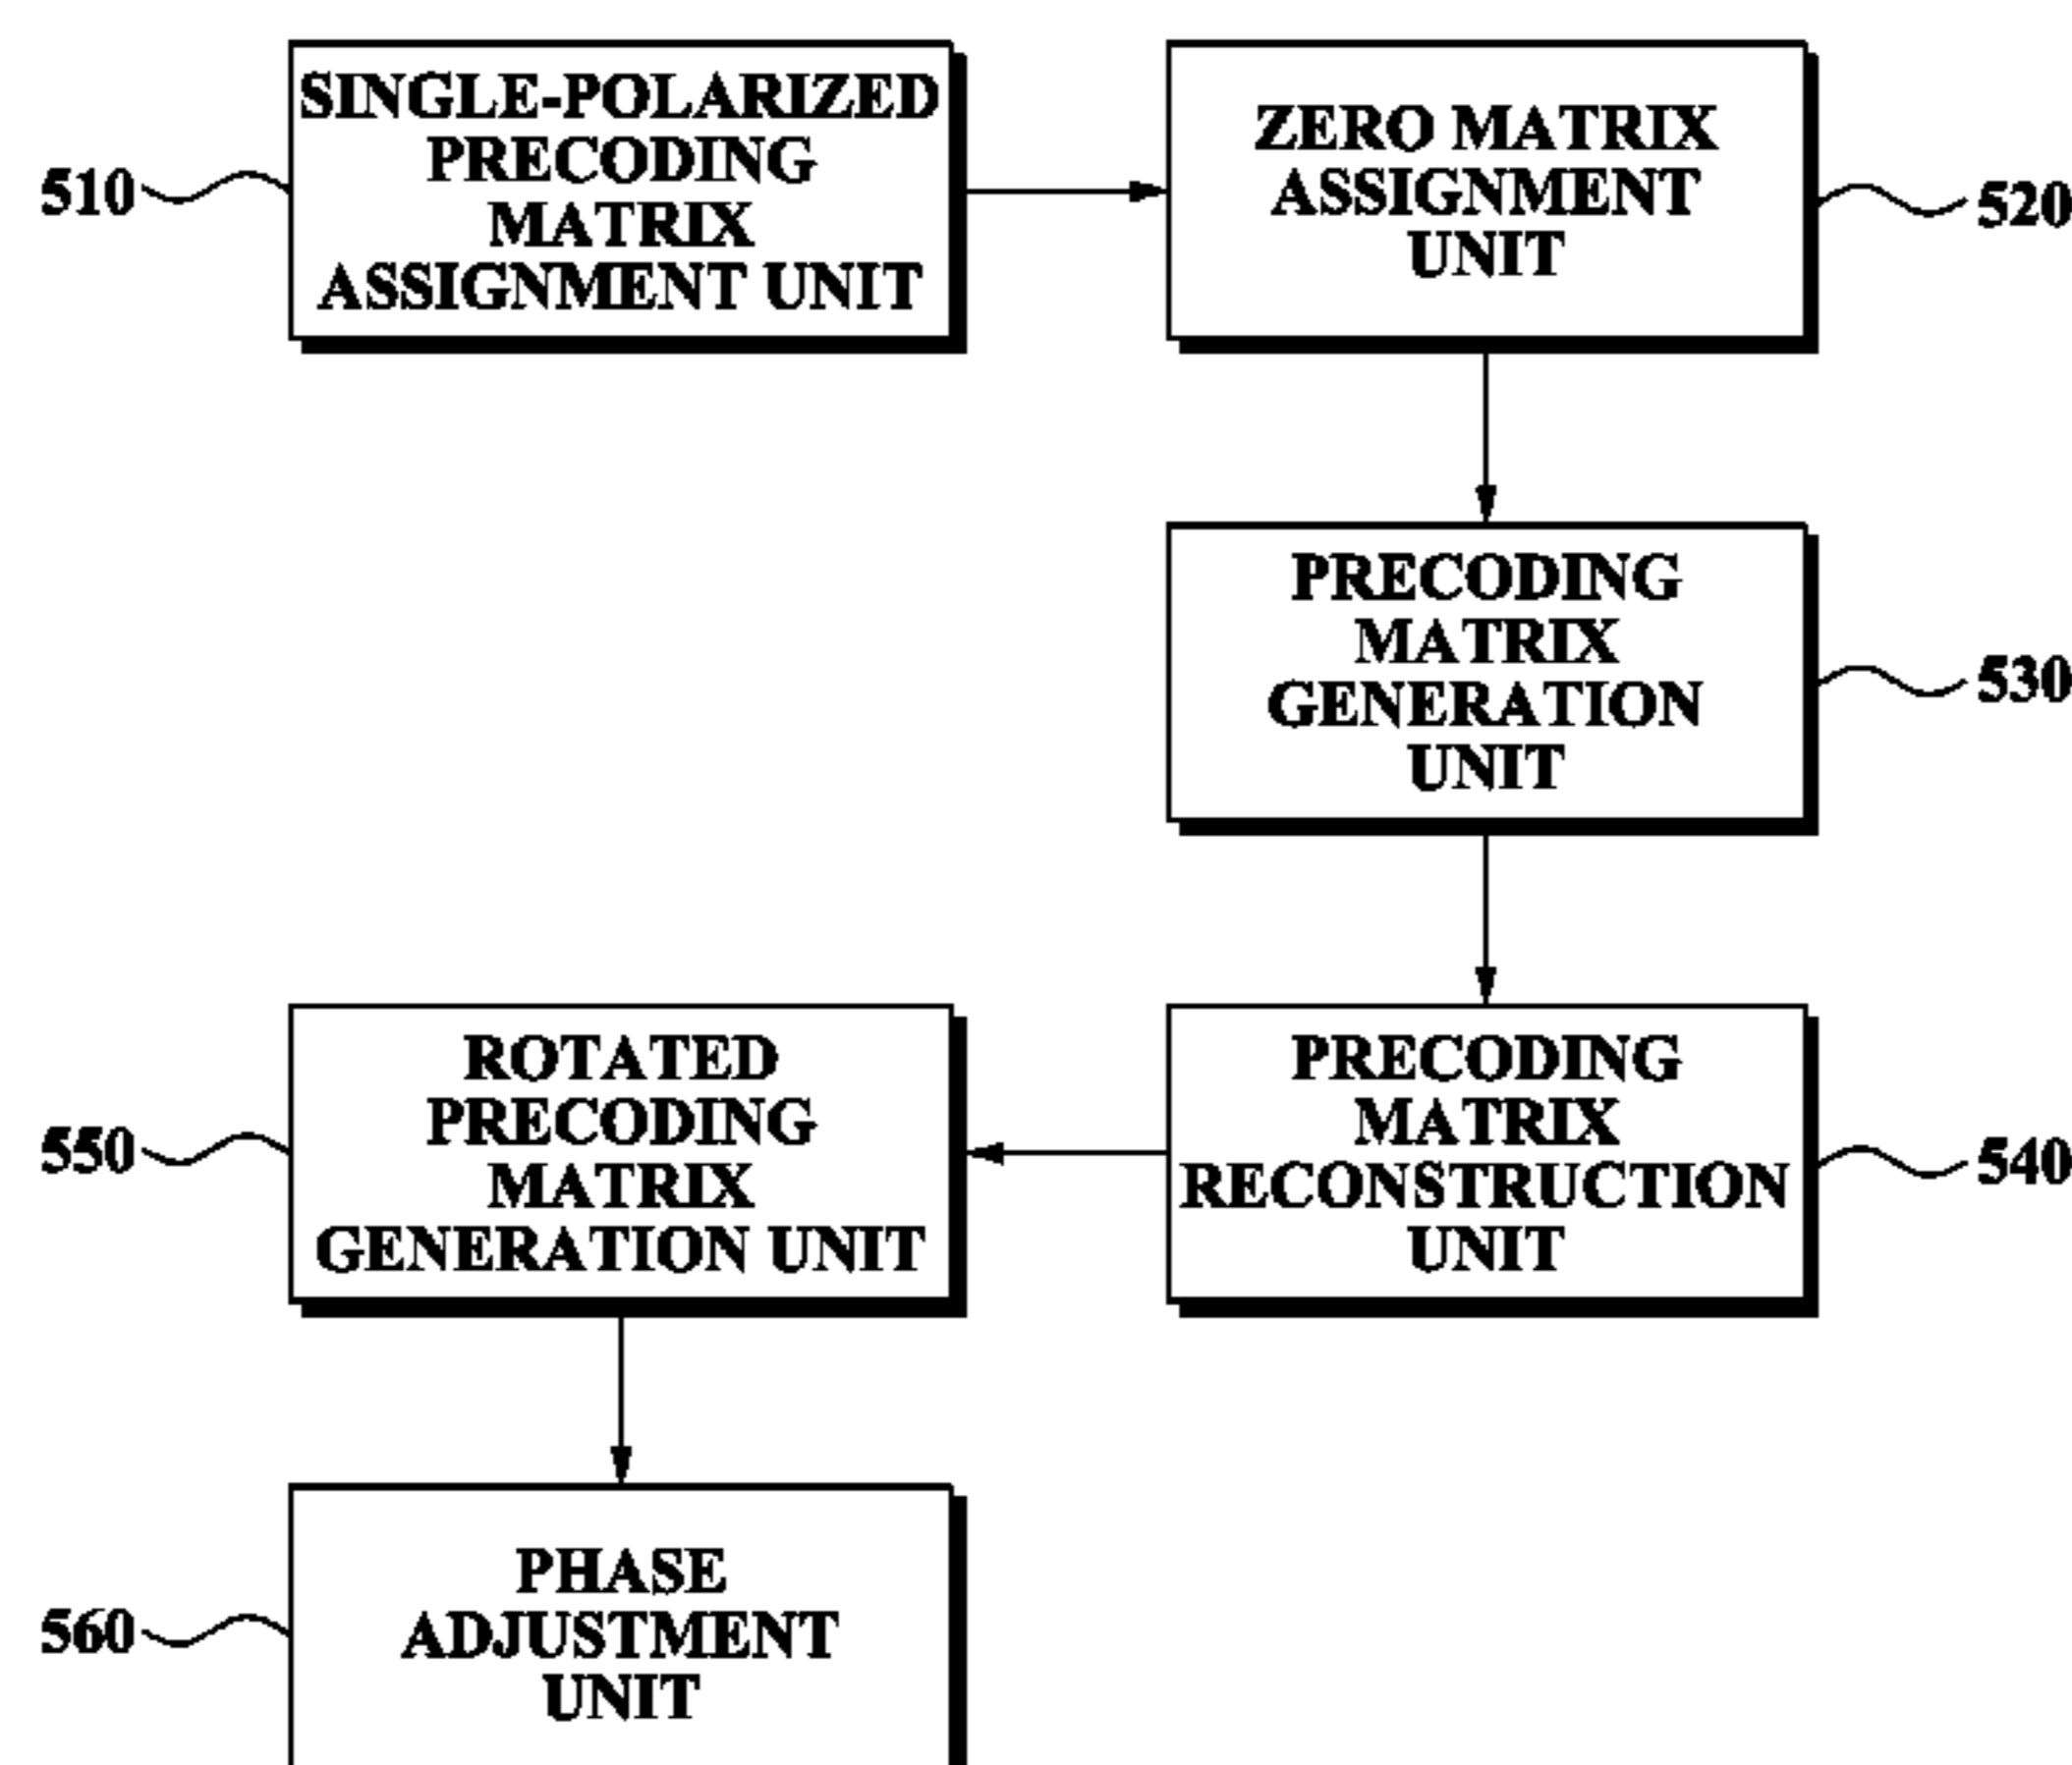 510
SINGLE-POLARIZED
PRECODING
MATRIX
ASSIGNMENT UNIT
ZERO MATRIX
ASSIGNMENT
UNIT
520
PRECODING
MATRIX
GENERATION
UNIT
530
550
ROTATED
PRECODING
MATRIX
GENERATION UNIT
PRECODING
MATRIX
RECONSTRUCTION
UNIT
540
560
PHASE
ADJUSTMENT
UNIT